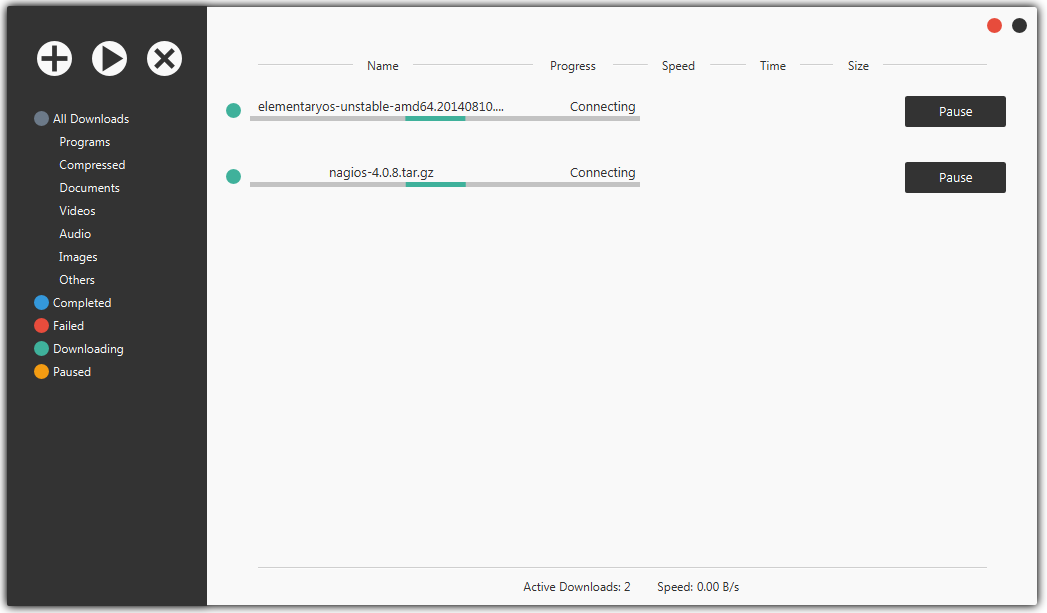 Name Progress Speed Time Size
elementaryos-unstable-amd64.20140810.... Connecting Pause
nagios-4.0.8.tar.gz Connecting Pause
All Downloads
Programs
Compressed
Documents
Videos
Audio
Images
Others
Completed
Failed
Downloading
Paused
Active Downloads: 2 Speed: 0.00 B/s